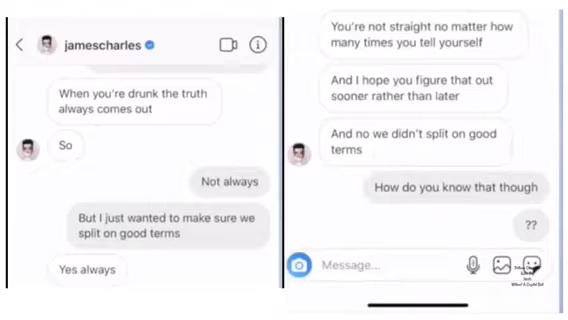 jamescharles
When you're drunk the truth
always comes out
So
Not always
But I just wanted to make sure we
split on good terms
Yes always
You're not straight no matter how
many times you tell yourself
And I hope you figure that out
sooner rather than later
And no we didn't split on good
terms
How do you know that though
??
Message...
Without A Crystal Ball